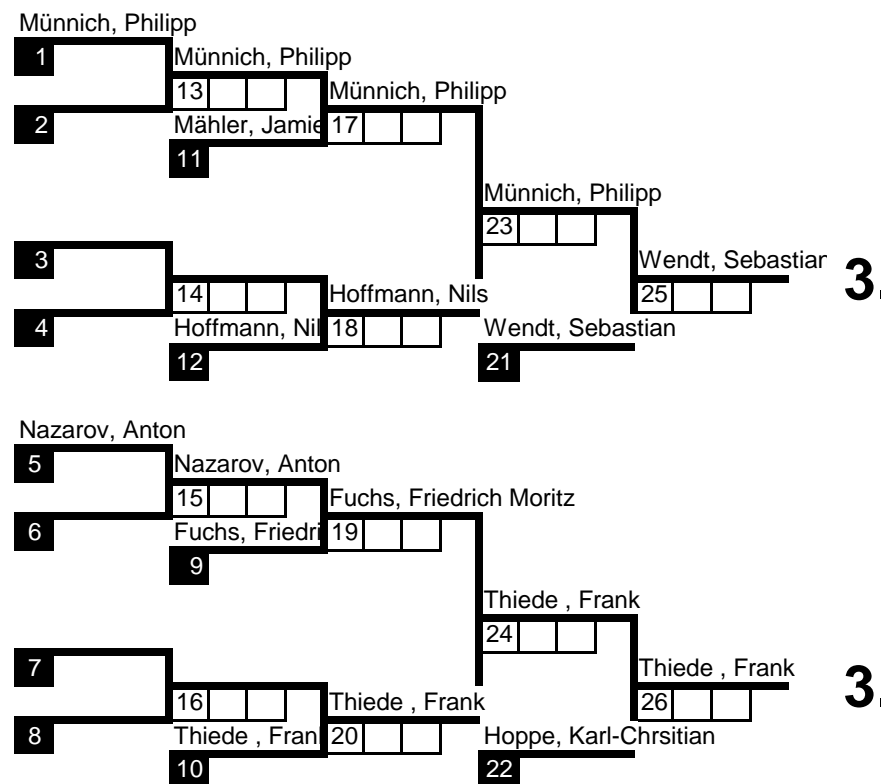 Münnich, Philipp
1
Münnich, Philipp
13
Münnich, Philipp
2
Mähler, Jamie
17
11
Münnich, Philipp
23
3
Wendt, Sebastian
3.
14
Hoffmann, Nils
25
4
Hoffmann, Nil
18
Wendt, Sebastian
12
21
Nazarov, Anton
5
Nazarov, Anton
15
Fuchs, Friedrich Moritz
6
Fuchs, Friedri
19
9
Thiede , Frank
24
7
Thiede , Frank
3.
16
Thiede , Frank
26
8
Thiede , Fran
20
Hoppe, Karl-Chrsitian
10
22